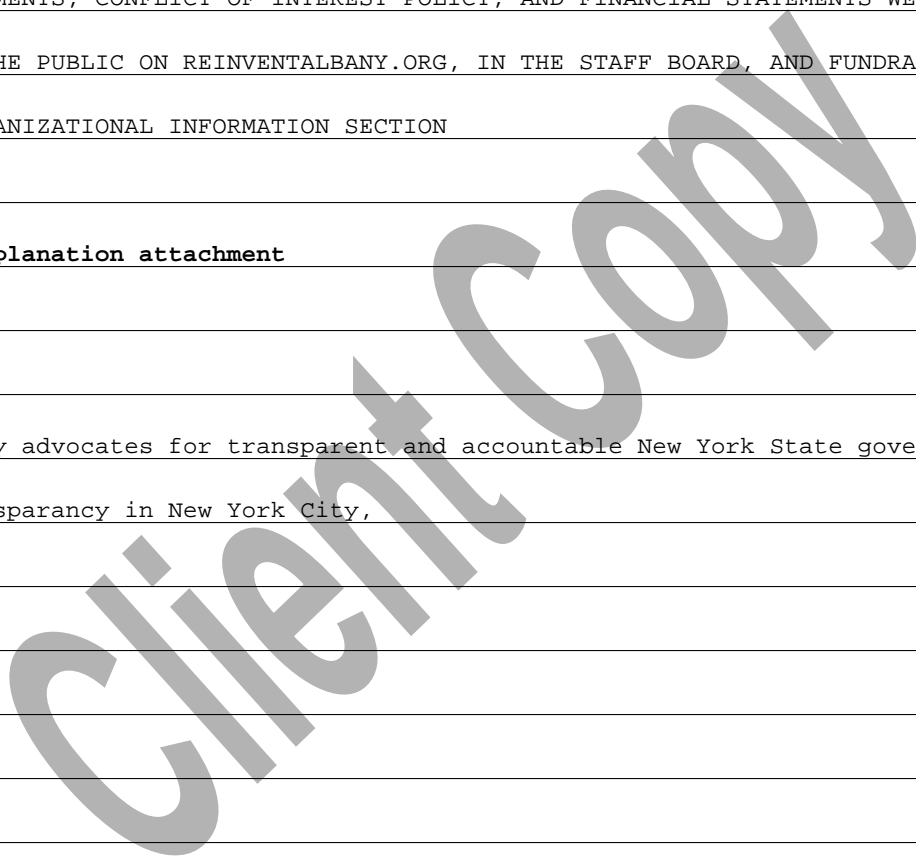 MENTS, CONFLICT OF INTEREST POLICY, AND FINANCIAL STATEMENTS WE
HE PUBLIC ON REINVENTALBANY.ORG, IN THE STAFF BOARD, AND FUNDRA
ANIZATIONAL INFORMATION SECTION
planation attachment
y advocates for transparent and accountable New York State gove
sparancy in New York City,
Client Copy